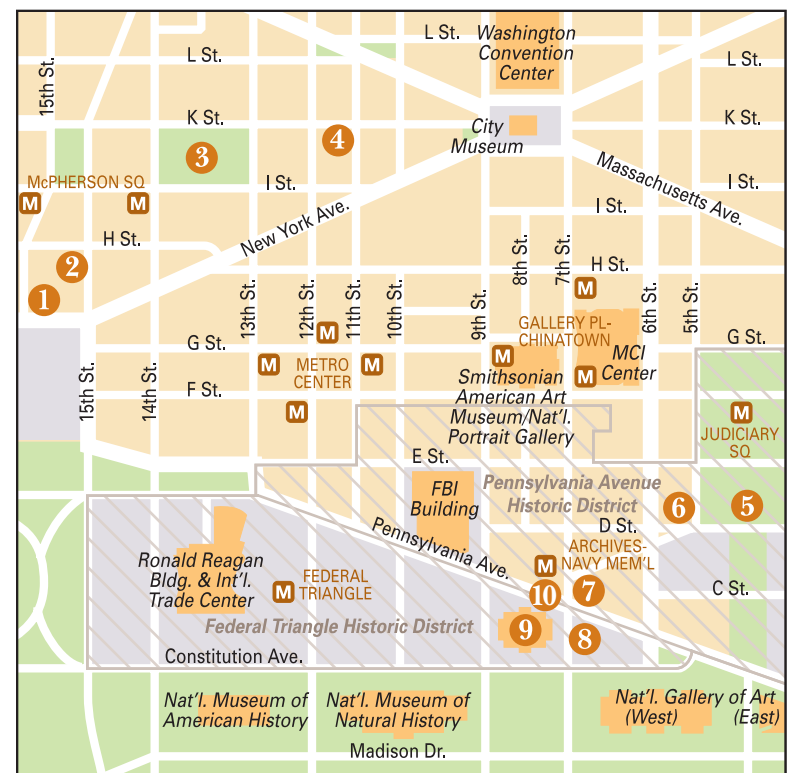 Washington
Convention
Center
L St.
L St.
L St.
15th St.
K St.
K St.
City
Museum
4
3
Massachusetts Ave.
McPHERSON SQ
I St.
I St.
I St.
M
M
New York Ave.
H St.
H St.
2
1
8th St.
7th St.
M
13th St.
12th St.
11th St.
10th St.
9th St.
6th St.
5th St.
GALLERY PL-
CHINATOWN
G St.
G St.
M
M
METRO
CENTER
M
M
M
MCI
Center
M
15th St.
14th St.
F St.
Smithsonian
American Art
Museum/Nat'l.
Portrait Gallery
M
JUDICIARY
SQ
E St.
FBI
Building
Pennsylvania Avenue
Historic District
6
5
D St.
Pennsylvania Ave.
ARCHIVES-
NAVY MEM'L
M
Ronald Reagan
Bldg. & Int'l.
Trade Center
M
FEDERAL
TRIANGLE
10
7
C St.
Federal Triangle Historic District
9
8
Constitution Ave.
Nat'l. Museum of
American History
Nat'l. Museum of
Natural History
Nat'l. Gallery of Art
(West)
(East)
Madison Dr.